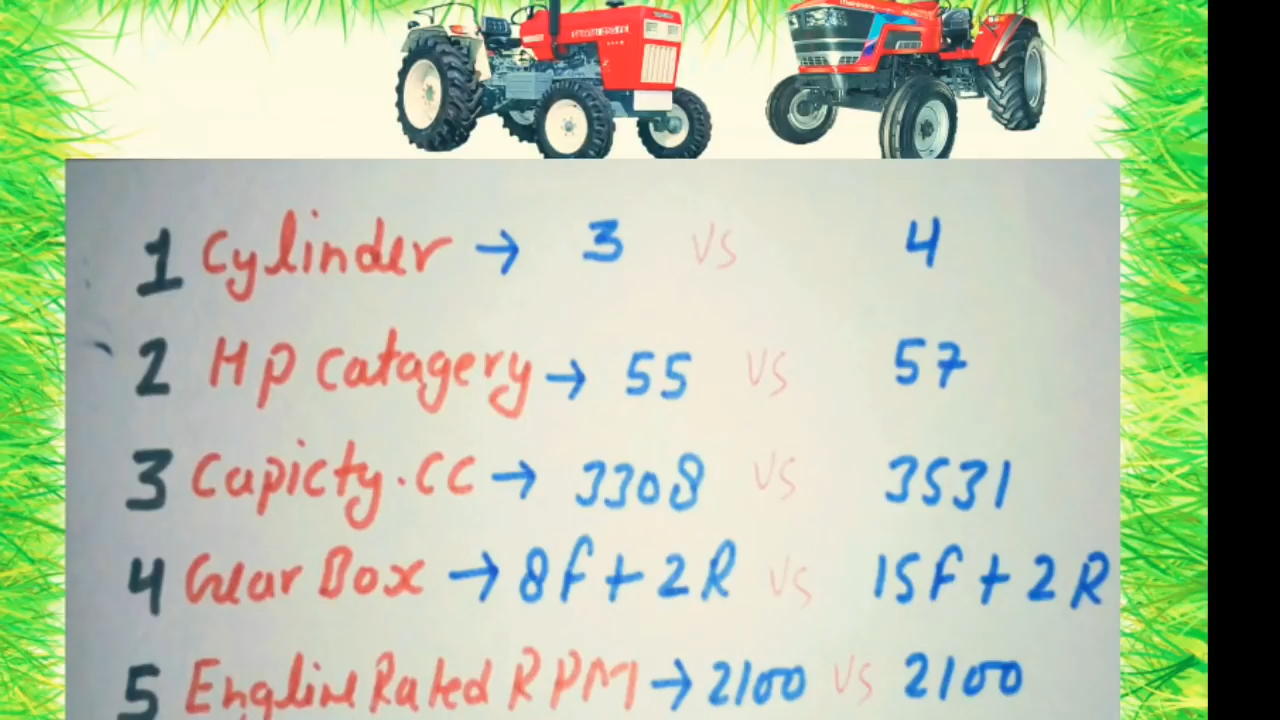 Mahindra
1 Cylinder → 3 VS 4
2 HP Catagery → 55 VS 57
3 Capicty.CC → 3308 VS 3531
4 Gear Box → 8F+2R VS 15F+2R
5 Engline Rated RPM → 2100 VS 2100